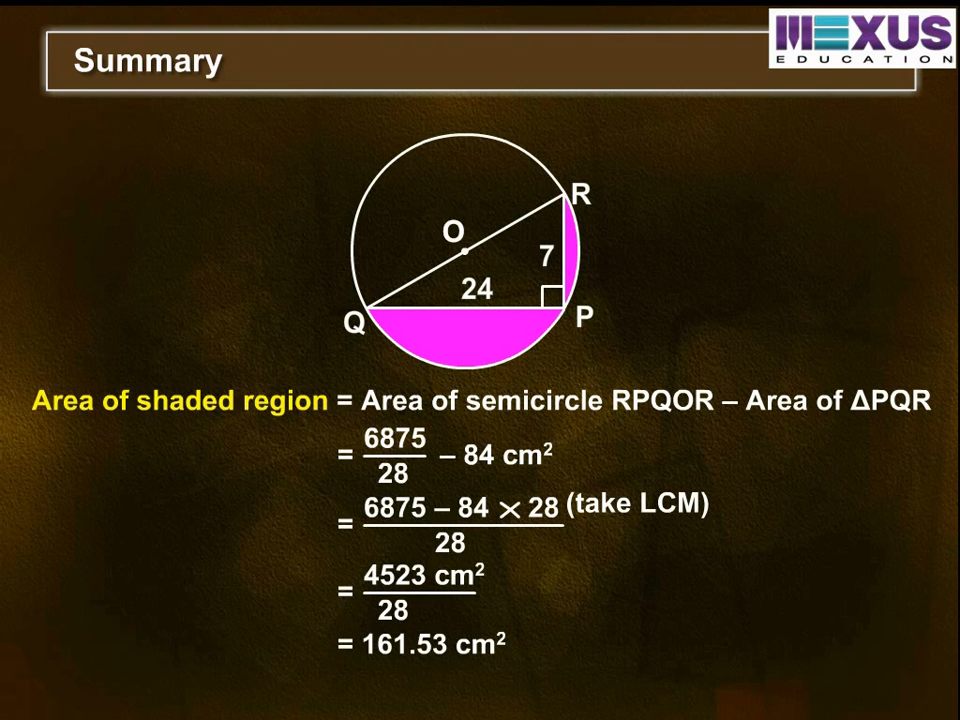 Summary
MEXUS
EDUCATION
R
O
7
24
Q
P
Area of shaded region = Area of semicircle RPQOR – Area of ΔPQR
= 6875/28 – 84 cm²
= 6875 – 84 × 28/28 (take LCM)
= 4523 cm²/28
= 161.53 cm²